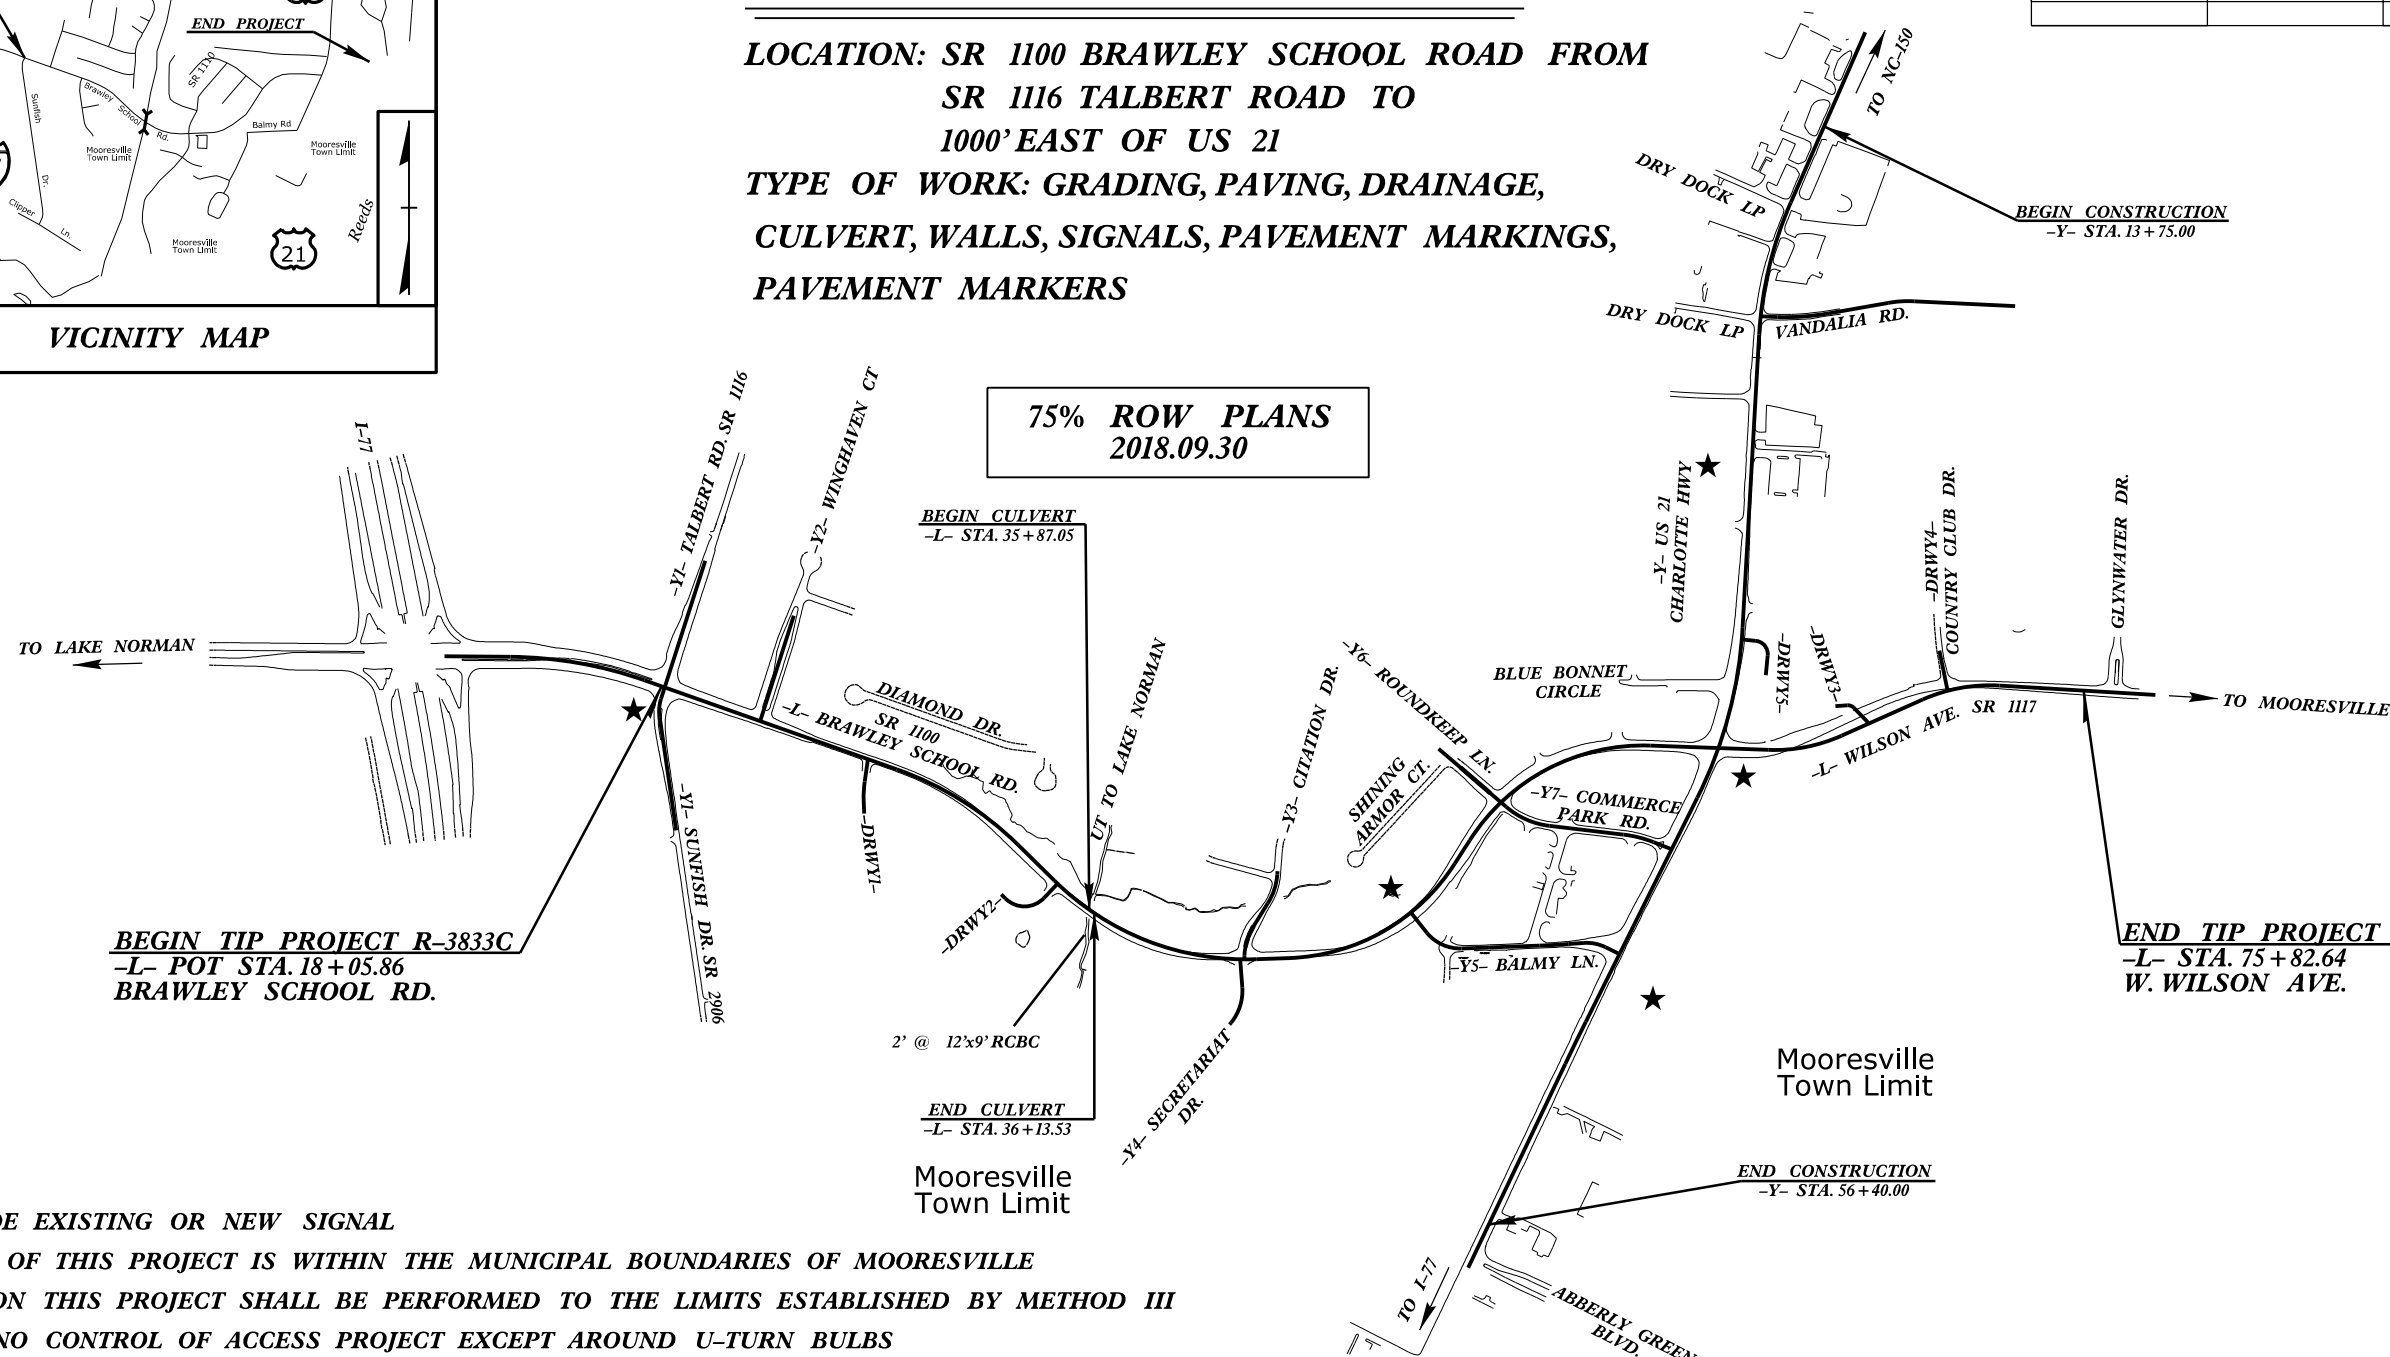 END PROJECT
SR 1110
Sunfish
Dr.
Brawley
School
Rd.
Balmy Rd
Mooresville
Town Limit
Mooresville
Town Limit
Clipper
Ln.
Mooresville
Town Limit
21
Reeds
VICINITY MAP
LOCATION: SR 1100 BRAWLEY SCHOOL ROAD FROM
SR 1116 TALBERT ROAD TO
1000' EAST OF US 21
TYPE OF WORK: GRADING, PAVING, DRAINAGE,
CULVERT, WALLS, SIGNALS, PAVEMENT MARKINGS,
PAVEMENT MARKERS
75% ROW PLANS
2018.09.30
TO NC-150
DRY DOCK LP
BEGIN CONSTRUCTION
-Y- STA. 13+75.00
DRY DOCK LP
VANDALIA RD.
I-77
-Y1- TALBERT RD. SR 1116
-Y2- WINGHAVEN CT
BEGIN CULVERT
-L- STA. 35+87.05
-Y- US 21
CHARLOTTE HWY
-DRWY4-
COUNTRY CLUB DR.
GLYNWATER DR.
TO LAKE NORMAN
DIAMOND DR.
SR 1100
-L- BRAWLEY SCHOOL RD.
UT TO LAKE NORMAN
-Y3- CITATION DR.
-Y6- ROUNDKEEP LN.
BLUE BONNET
CIRCLE
-DRWY5-
-DRWY3-
-L- WILSON AVE. SR 1117
TO MOORESVILLE
SHINING
ARMOR CT.
-Y7- COMMERCE
PARK RD.
-Y1- SUNFISH DR. SR 2906
-DRWY1-
-DRWY2-
-Y5- BALMY LN.
BEGIN TIP PROJECT R-3833C
-L- POT STA. 18+05.86
BRAWLEY SCHOOL RD.
END TIP PROJECT
-L- STA. 75+82.64
W. WILSON AVE.
2' @ 12'x9' RCBC
-Y4- SECRETARIAT
DR.
END CULVERT
-L- STA. 36+13.53
Mooresville
Town Limit
Mooresville
Town Limit
END CONSTRUCTION
-Y- STA. 56+40.00
TO I-77
ABBERLY GREEN
BLVD.
EXISTING OR NEW SIGNAL
OF THIS PROJECT IS WITHIN THE MUNICIPAL BOUNDARIES OF MOORESVILLE
ON THIS PROJECT SHALL BE PERFORMED TO THE LIMITS ESTABLISHED BY METHOD III
NO CONTROL OF ACCESS PROJECT EXCEPT AROUND U-TURN BULBS